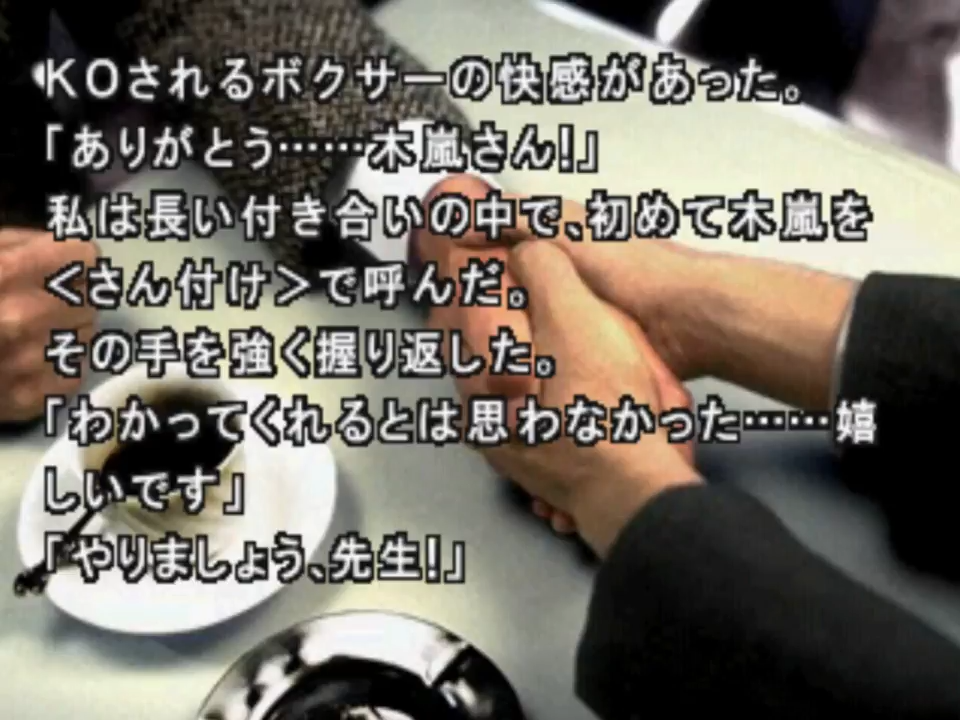 KOされるボクサーの快感があった。
「ありがとう……木嵐さん!」
私は長い付き合いの中で、初めて木嵐を
<さん付け>で呼んだ。
その手を強く握り返した。
「わかってくれるとは思わなかった……嬉
しいです」
「やりましょう、先生!」